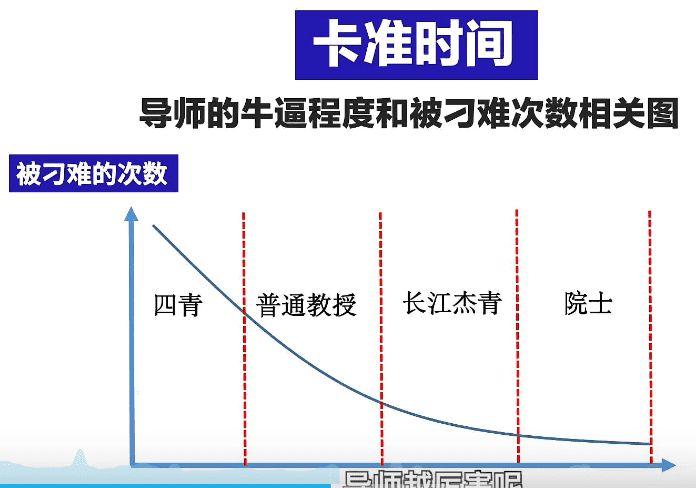 卡准时间
导师的牛逼程度和被刁难次数相关图
被刁难的次数
四青
普通教授
长江杰青
院士
导师越厉害呢